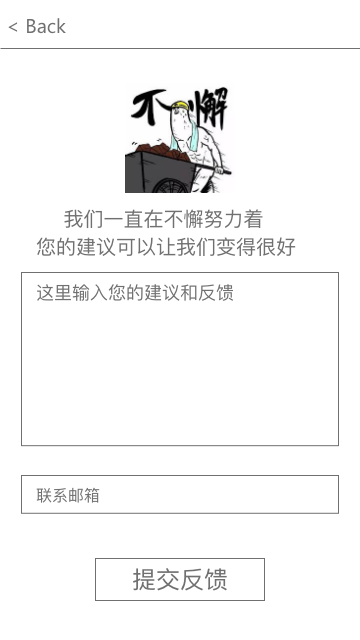 < Back
不懈
我们一直在不懈努力着
您的建议可以让我们变得很好
这里输入您的建议和反馈
联系邮箱
提交反馈